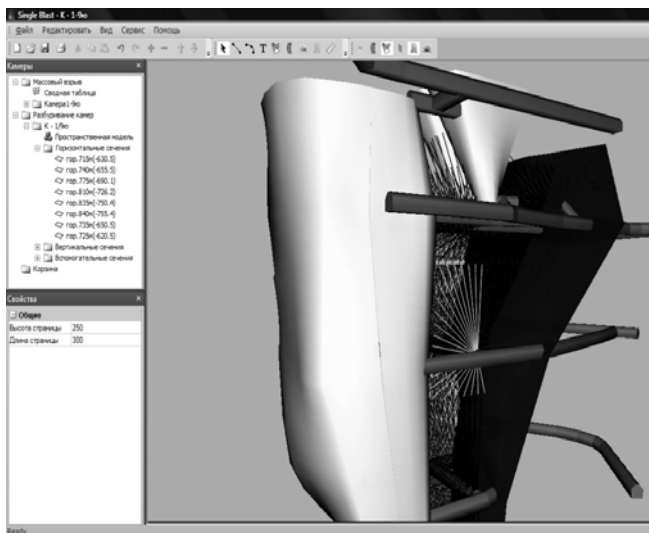 Single Blast - К - 1-9ю
Файл Редактировать Вид Сервис Помощь
Камеры
Массовый взрыв
Сводная таблица
Камера1-9ю
Разбуривание камер
К - 1/9ю
Пространственная модель
Горизонтальные сечения
гор.715м(-630.5)
гор.740м(-655.5)
гор.775м(-690.1)
гор.810м(-726.2)
гор.835м(-750.4)
гор.840м(-755.4)
гор.735м(-650.5)
гор.725м(-620.5)
Вертикальные сечения
Вспомогательные сечения
Корзина
Свойства
Общие
Высота страницы 250
Длина страницы 300
Ready